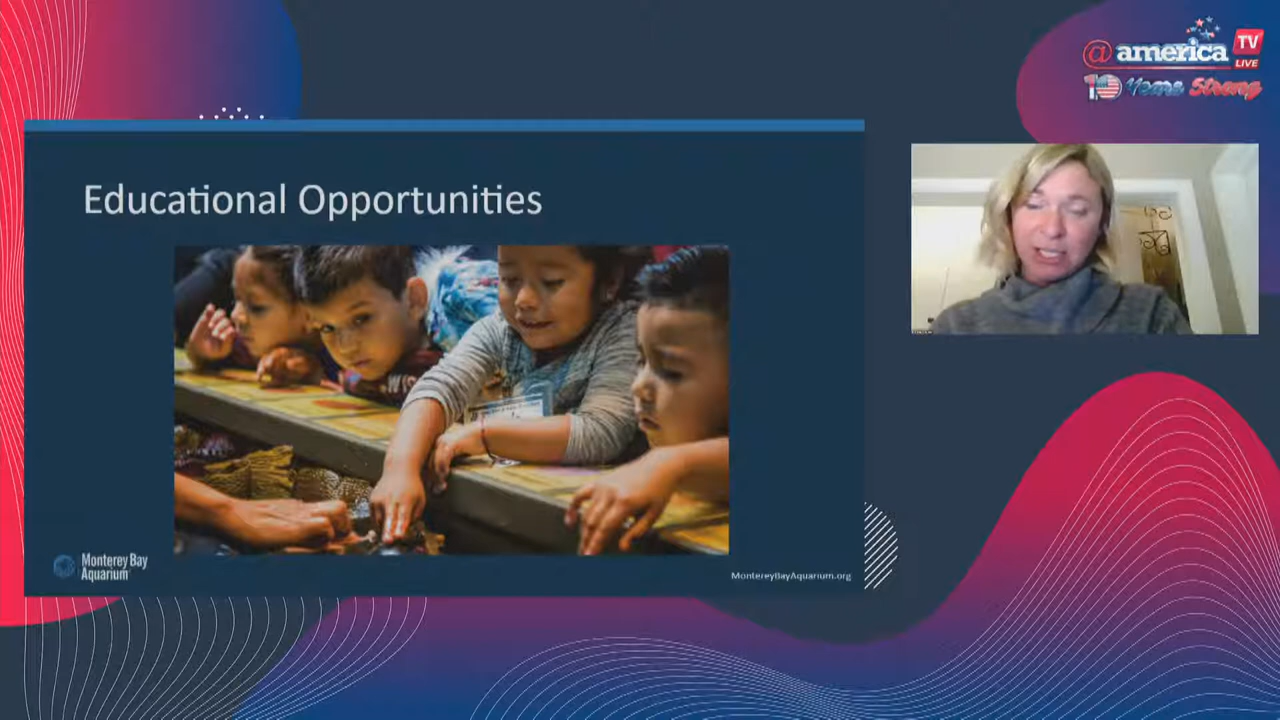 @america
TV
LIVE
10 Years Strong
Educational Opportunities
Monterey Bay
Aquarium
MontereyBayAquarium.org